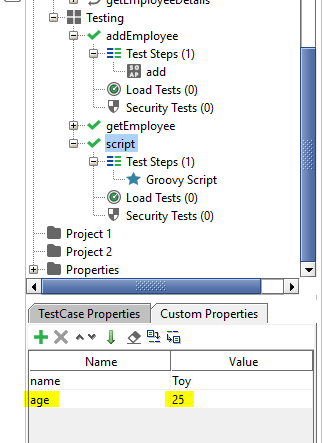 getEmployeeDetails
Testing
addEmployee
Test Steps (1)
SO
AP
add
Load Tests (0)
Security Tests (0)
getEmployee
script
Test Steps (1)
Groovy Script
Load Tests (0)
Security Tests (0)
Project 1
Project 2
Properties
TestCase Properties Custom Properties
Name Value
name Toy
age 25